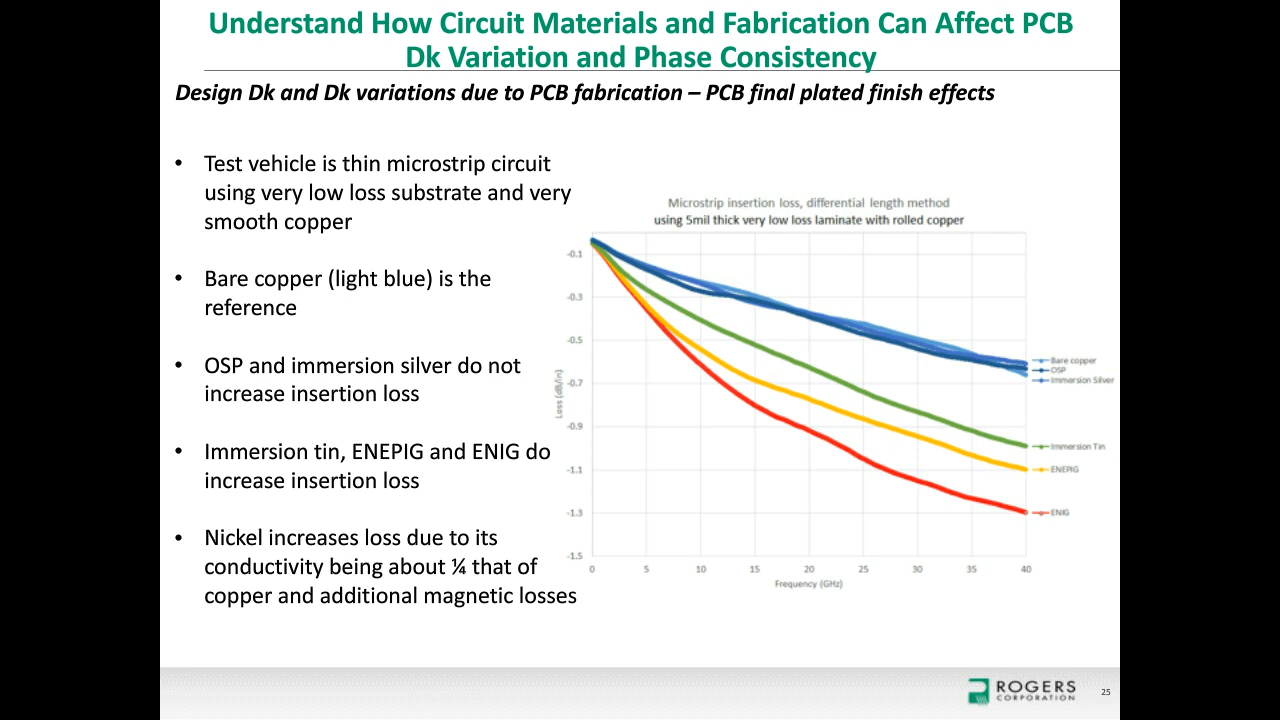 Understand How Circuit Materials and Fabrication Can Affect PCB
Dk Variation and Phase Consistency
Design Dk and Dk variations due to PCB fabrication – PCB final plated finish effects
• Test vehicle is thin microstrip circuit
using very low loss substrate and very
smooth copper
• Bare copper (light blue) is the
reference
• OSP and immersion silver do not
increase insertion loss
• Immersion tin, ENEPIG and ENIG do
increase insertion loss
• Nickel increases loss due to its
conductivity being about ¼ that of
copper and additional magnetic losses
Microstrip insertion loss, differential length method
using 5mil thick very low loss laminate with rolled copper
Loss (dB/in)
-0.1
-0.3
-0.5
-0.7
-0.9
-1.1
-1.3
-1.5
0 5 10 15 20 25 30 35 40
Frequency (GHz)
Bare copper
OSP
Immersion Silver
Immersion Tin
ENEPIG
ENIG
ROGERS
CORPORATION
25